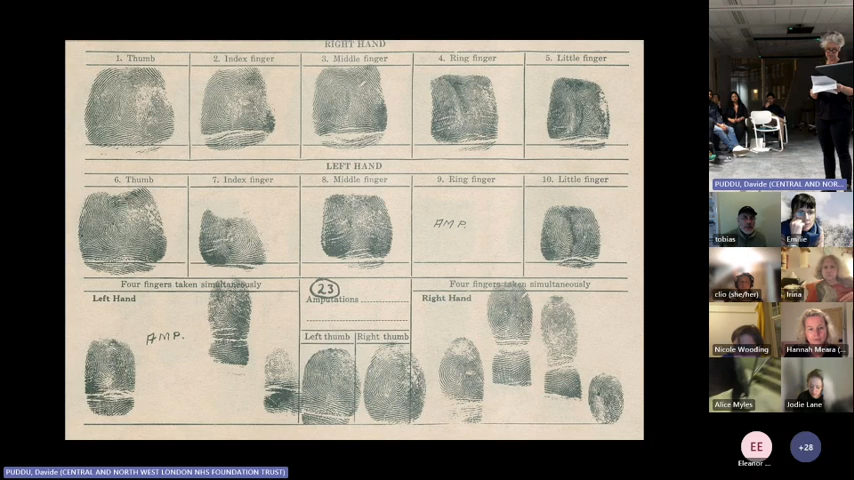 RIGHT HAND
1. Thumb
2. Index finger
3. Middle finger
4. Ring finger
5. Little finger
LEFT HAND
6. Thumb
7. Index finger
8. Middle finger
9. Ring finger
10. Little finger
AMP.
Four fingers taken simultaneously
Left Hand
AMP.
23
Amputations
Left thumb
Right thumb
Four fingers taken simultaneously
Right Hand
PUDDU, Davide (CENTRAL AND NOR...
tobias
Emilie
clio (she/her)
Irina
Nicole Wooding
Hannah Meara (...
Alice Myles
Jodie Lane
EE
Eleanor ...
+28
PUDDU, Davide (CENTRAL AND NORTH WEST LONDON NHS FOUNDATION TRUST)